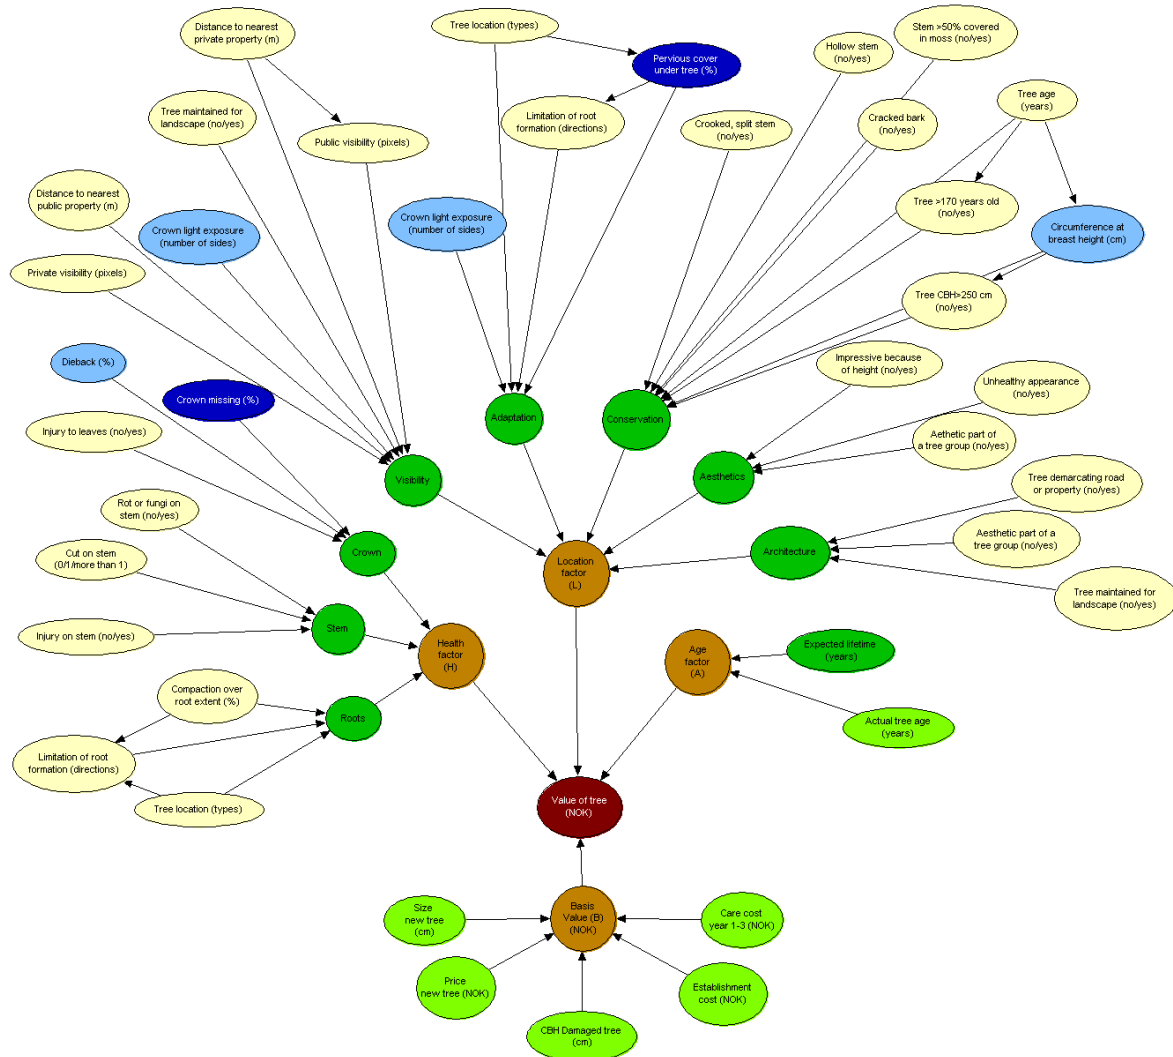 Distance to nearest
private property (m)
Tree location (types)
Pervious cover
under tree (%)
Hollow stem
(no/yes)
Stem >50% covered
in moss (no/yes)
Tree maintained for
landscape (no/yes)
Public visibility (pixels)
Limitation of root
formation (directions)
Crooked, split stem
(no/yes)
Cracked bark
(no/yes)
Tree age
(years)
Distance to nearest
public property (m)
Crown light exposure
(number of sides)
Crown light exposure
(number of sides)
Tree >170 years old
(no/yes)
Circumference at
breast height (cm)
Private visibility (pixels)
Tree CBH>250 cm
(no/yes)
Dieback (%)
Crown missing (%)
Impressive because
of height (no/yes)
Unhealthy appearance
(no/yes)
Injury to leaves (no/yes)
Adaptation
Conservation
Aethetic part of
a tree group (no/yes)
Visibility
Aesthetics
Tree demarcating road
or property (no/yes)
Rot or fungi on
stem (no/yes)
Cut on stem
(0/1/more than 1)
Crown
Location
factor
(L)
Architecture
Aesthetic part of a
tree group (no/yes)
Tree maintained for
landscape (no/yes)
Injury on stem (no/yes)
Stem
Health
factor
(H)
Age
factor
(A)
Expected lifetime
(years)
Compaction over
root extent (%)
Roots
Actual tree age
(years)
Limitation of root
formation (directions)
Tree location (types)
Value of tree
(NOK)
Size
new tree
(cm)
Basis
Value (B)
(NOK)
Care cost
year 1-3 (NOK)
Price
new tree (NOK)
Establishment
cost (NOK)
CBH Damaged tree
(cm)